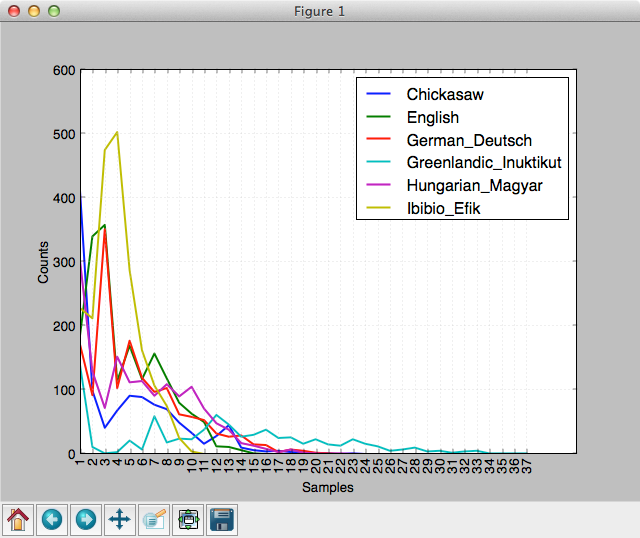 Figure 1
600
500
400
300
200
100
0
Counts
Chickasaw
English
German_Deutsch
Greenlandic_Inuktikut
Hungarian_Magyar
Ibibio_Efik
1 2 3 4 5 6 7 8 9 10 11 12 13 14 15 16 17 18 19 20 21 22 23 24 25 26 27 28 29 30 31 32 33 34 35 36 37
Samples